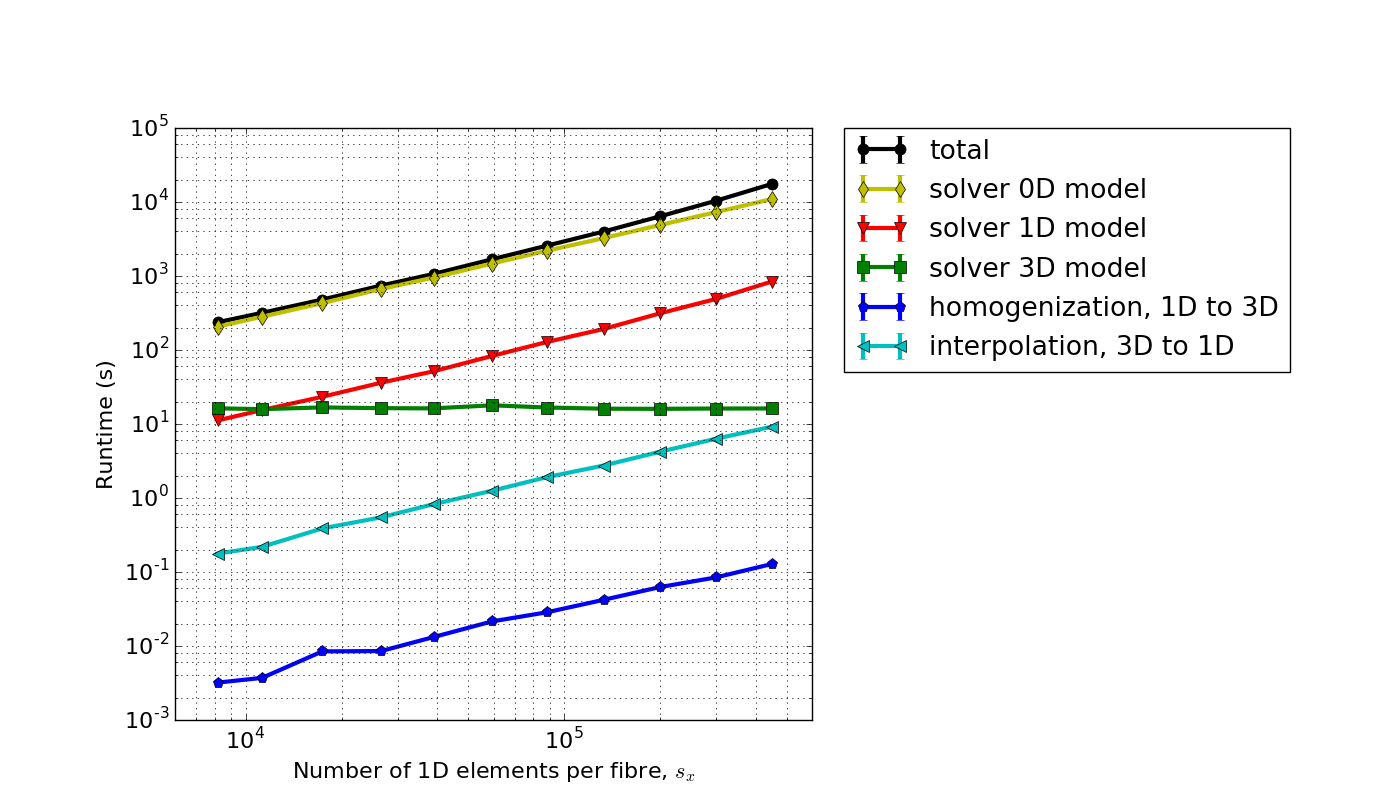 10^5
10^4
10^3
10^2
10^1
10^0
10^-1
10^-2
10^-3
Runtime (s)
10^4
10^5
Number of 1D elements per fibre, s_x
total
solver 0D model
solver 1D model
solver 3D model
homogenization, 1D to 3D
interpolation, 3D to 1D